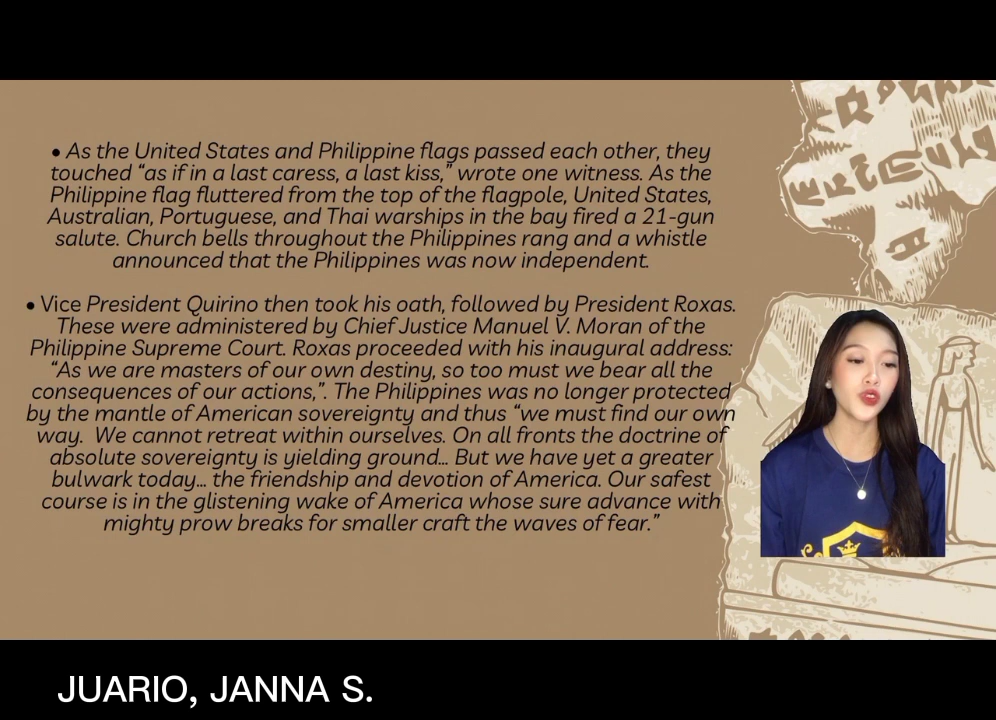 • As the United States and Philippine flags passed each other, they
touched “as if in a last caress, a last kiss,” wrote one witness. As the
Philippine flag fluttered from the top of the flagpole, United States,
Australian, Portuguese, and Thai warships in the bay fired a 21-gun
salute. Church bells throughout the Philippines rang and a whistle
announced that the Philippines was now independent.
• Vice President Quirino then took his oath, followed by President Roxas.
These were administered by Chief Justice Manuel V. Moran of the
Philippine Supreme Court. Roxas proceeded with his inaugural address:
“As we are masters of our own destiny, so too must we bear all the
consequences of our actions,”. The Philippines was no longer protected
by the mantle of American sovereignty and thus “we must find our own
way. We cannot retreat within ourselves. On all fronts the doctrine of
absolute sovereignty is yielding ground... But we have yet a greater
bulwark today... the friendship and devotion of America. Our safest
course is in the glistening wake of America whose sure advance with
mighty prow breaks for smaller craft the waves of fear.”
JUARIO, JANNA S.